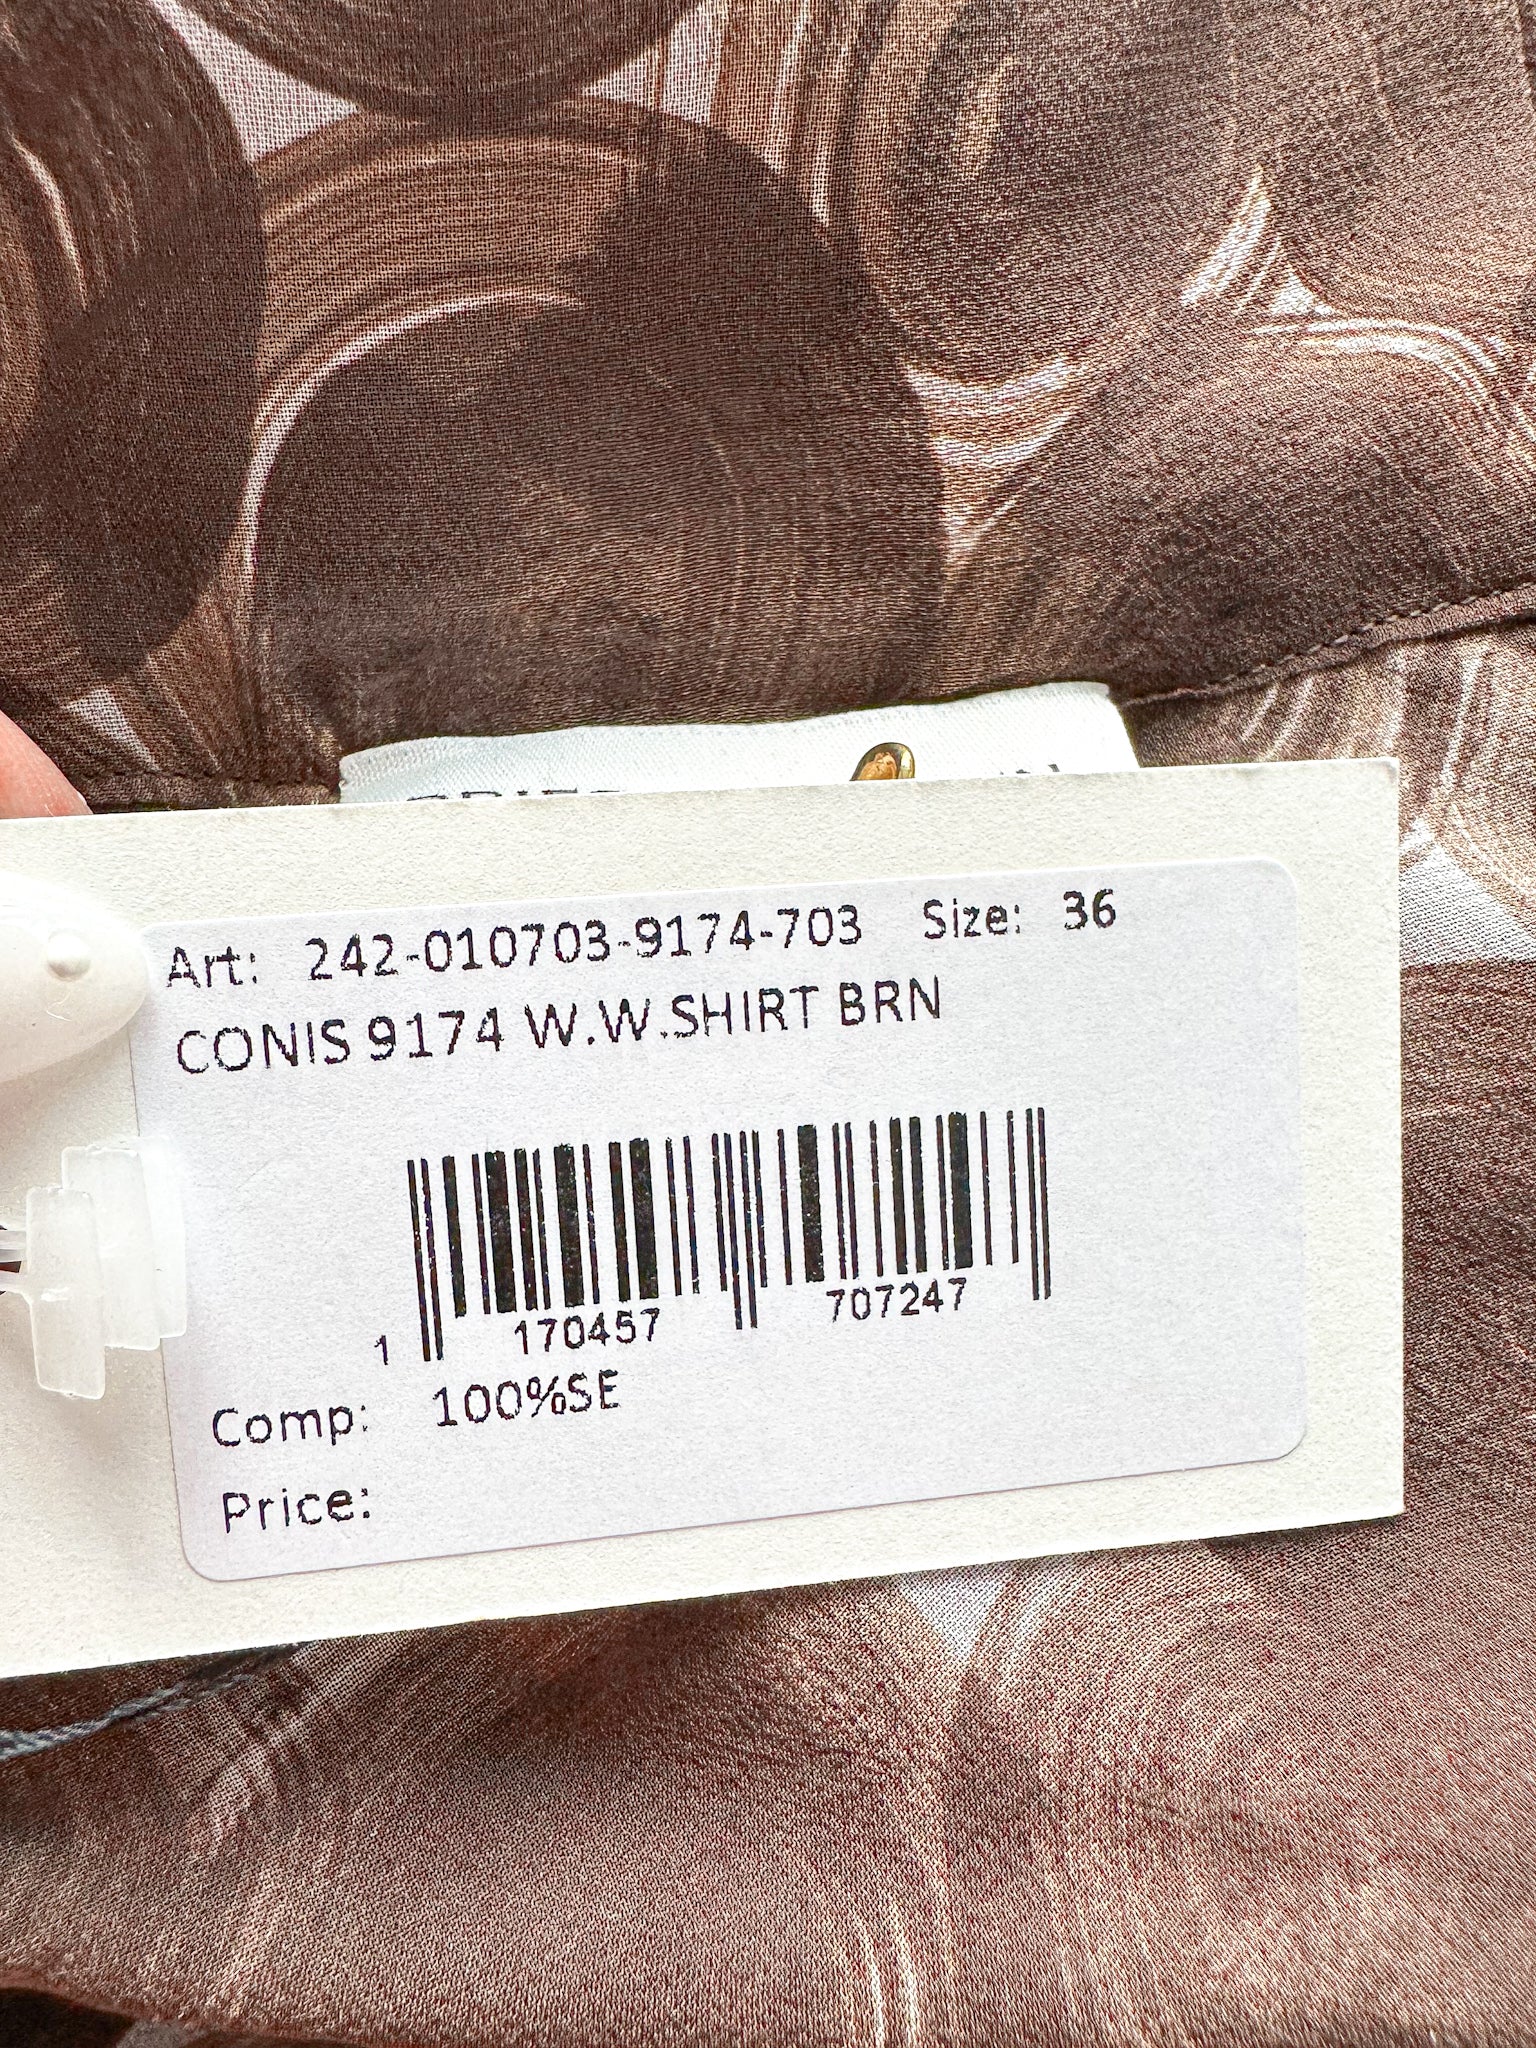 Art: 242-010703-9174-703 Size: 36
CONIS 9174 W.W.SHIRT BRN
1 170457 707247
Comp: 100%SE
Price: